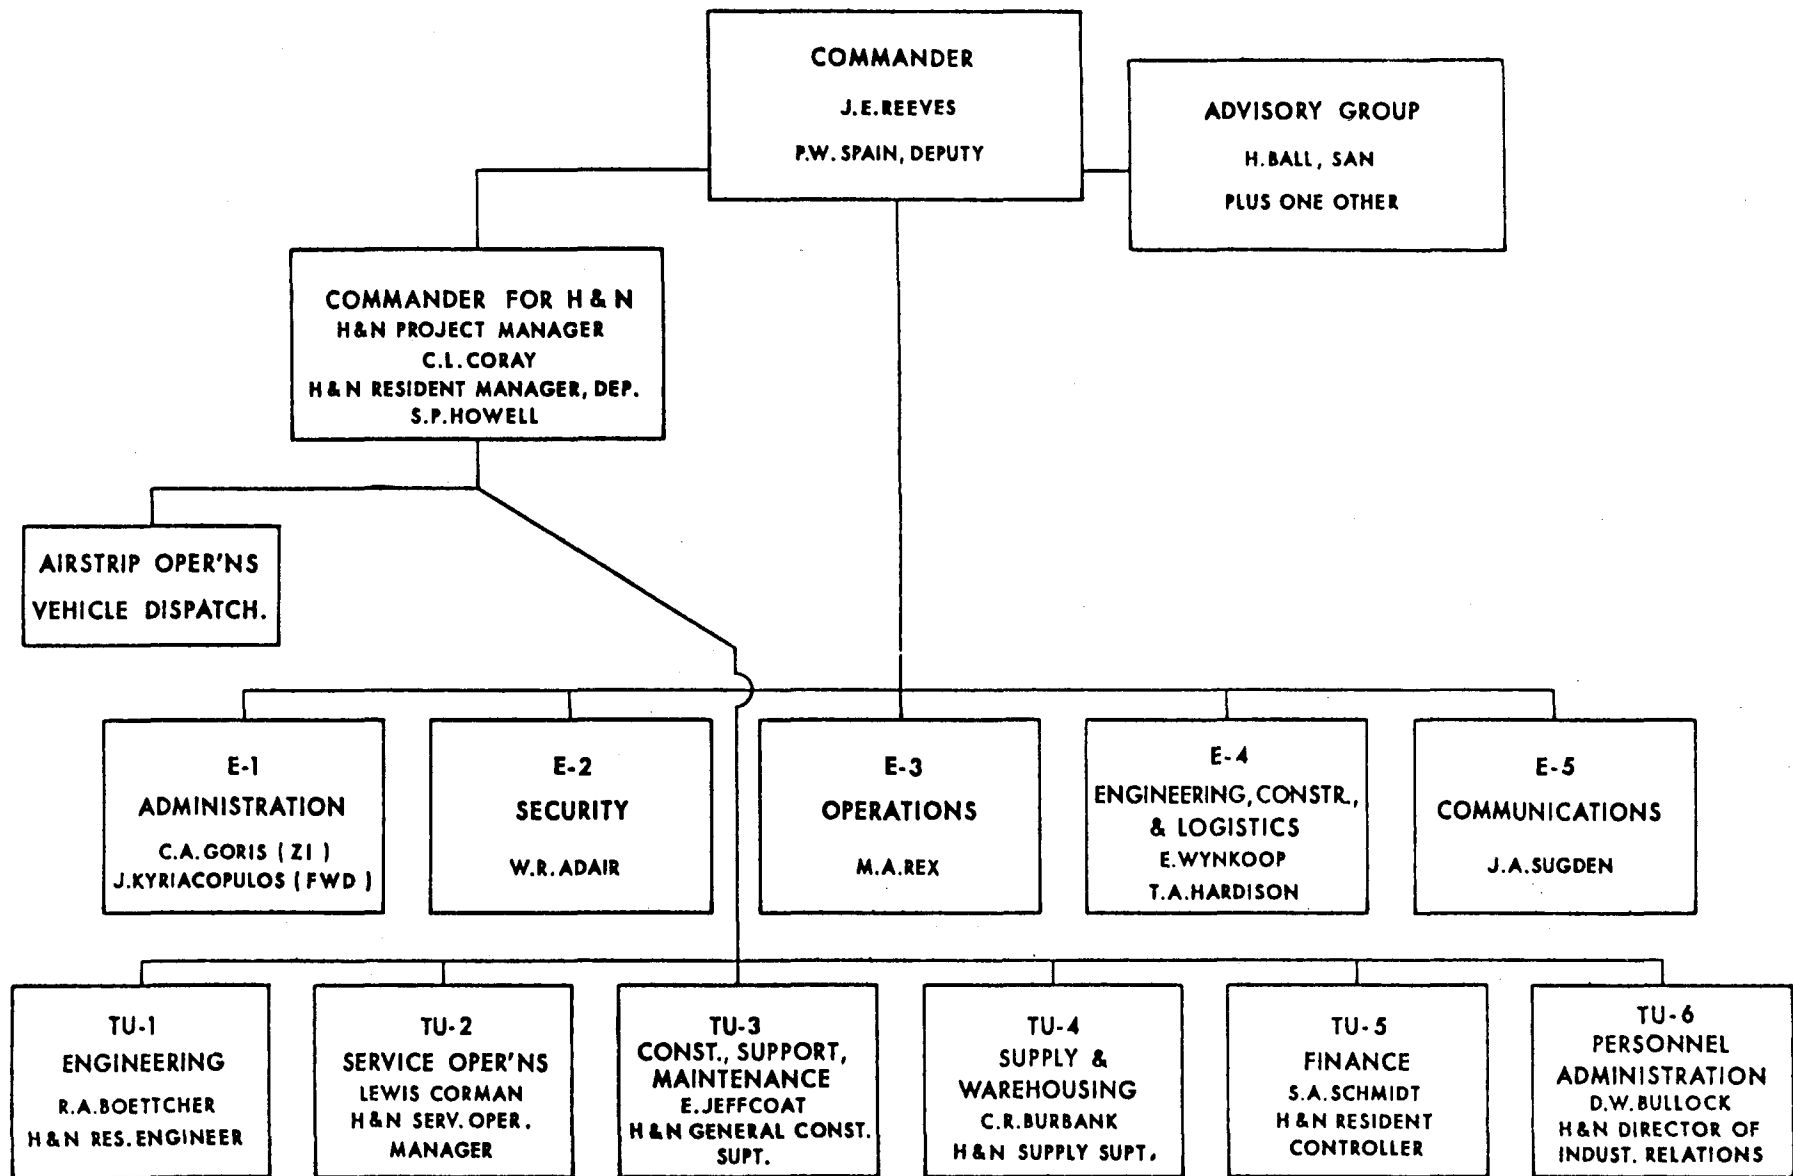 COMMANDER
J.E.REEVES
P.W. SPAIN, DEPUTY
ADVISORY GROUP
H.BALL, SAN
PLUS ONE OTHER
COMMANDER FOR H & N
H&N PROJECT MANAGER
C.L.CORAY
H&N RESIDENT MANAGER, DEP.
S.P.HOWELL
AIRSTRIP OPER'NS
VEHICLE DISPATCH.
E-1
ADMINISTRATION
C.A.GORIS (ZI)
J.KYRIACOPULOS (FWD)
E-2
SECURITY
W.R.ADAIR
E-3
OPERATIONS
M.A.REX
E-4
ENGINEERING, CONSTR.,
& LOGISTICS
E.WYNKOOP
T.A.HARDISON
E-5
COMMUNICATIONS
J.A.SUGDEN
TU-1
ENGINEERING
R.A.BOETTCHER
H&N RES.ENGINEER
TU-2
SERVICE OPER'NS
LEWIS CORMAN
H&N SERV.OPER.
MANAGER
TU-3
CONST., SUPPORT,
MAINTENANCE
E.JEFFCOAT
H&N GENERAL CONST.
SUPT.
TU-4
SUPPLY &
WAREHOUSING
C.R.BURBANK
H&N SUPPLY SUPT.
TU-5
FINANCE
S.A.SCHMIDT
H&N RESIDENT
CONTROLLER
TU-6
PERSONNEL
ADMINISTRATION
D.W.BULLOCK
H&N DIRECTOR OF
INDUST. RELATIONS